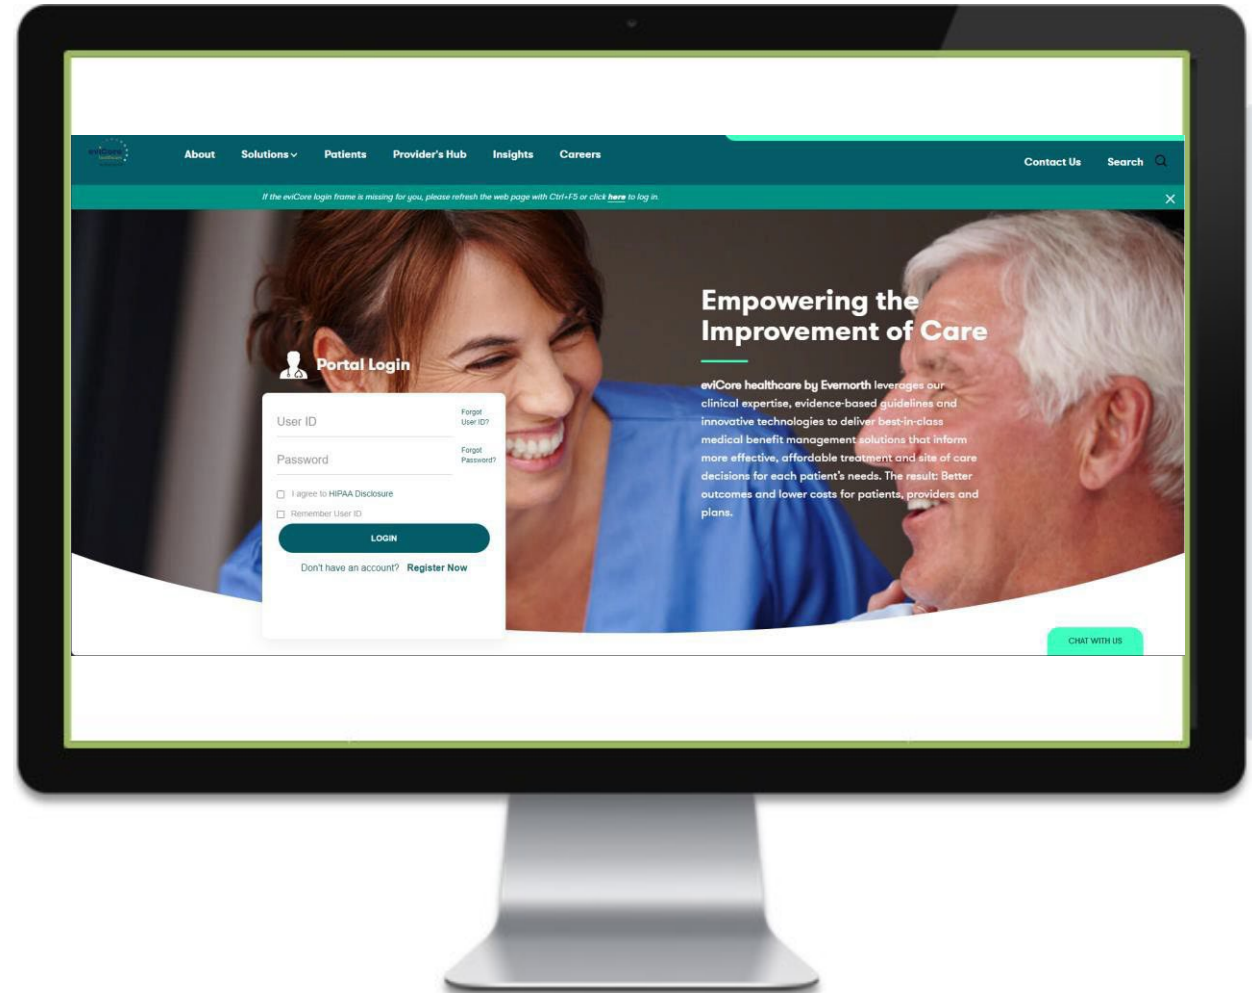 eviCore
healthcare
About Solutions Patients Provider's Hub Insights Careers
Contact Us Search
If the eviCore login frame is missing for you, please refresh the web page with Ctrl+F5 or click here to log in.
Portal Login
User ID
Forgot
User ID?
Password
Forgot
Password?
I agree to HIPAA Disclosure
Remember User ID
LOGIN
Don't have an account? Register Now
Empowering the
Improvement of Care
eviCore healthcare by Evernorth leverages our
clinical expertise, evidence-based guidelines and
innovative technologies to deliver best-in-class
medical benefit management solutions that inform
more effective, affordable treatment and site of care
decisions for each patient's needs. The result: Better
outcomes and lower costs for patients, providers and
plans.
CHAT WITH US